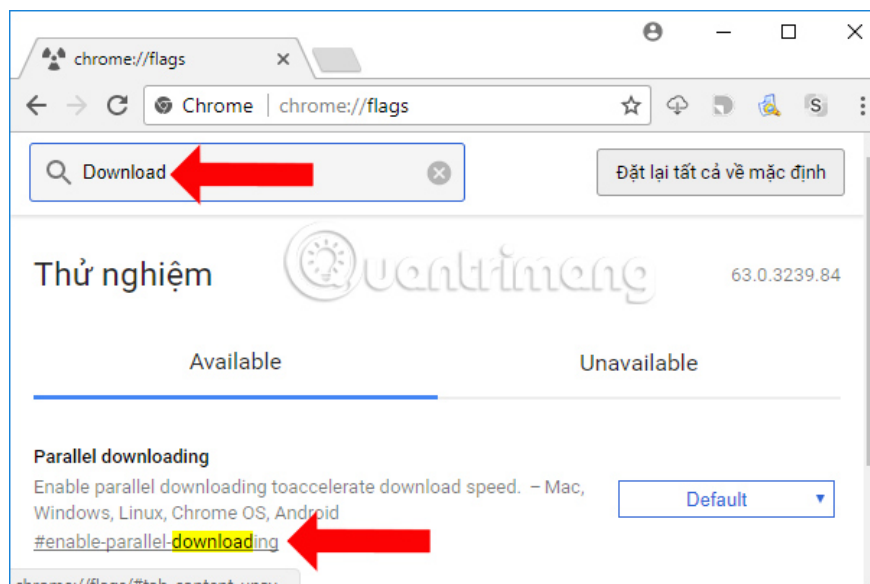 chrome://flags
Chrome | chrome://flags
S
Download
Đặt lại tất cả về mặc định
Thử nghiệm
Quantrimang
63.0.3239.84
Available
Unavailable
Parallel downloading
Enable parallel downloading toaccelerate download speed. – Mac,
Windows, Linux, Chrome OS, Android
#enable-parallel-downloading
Default